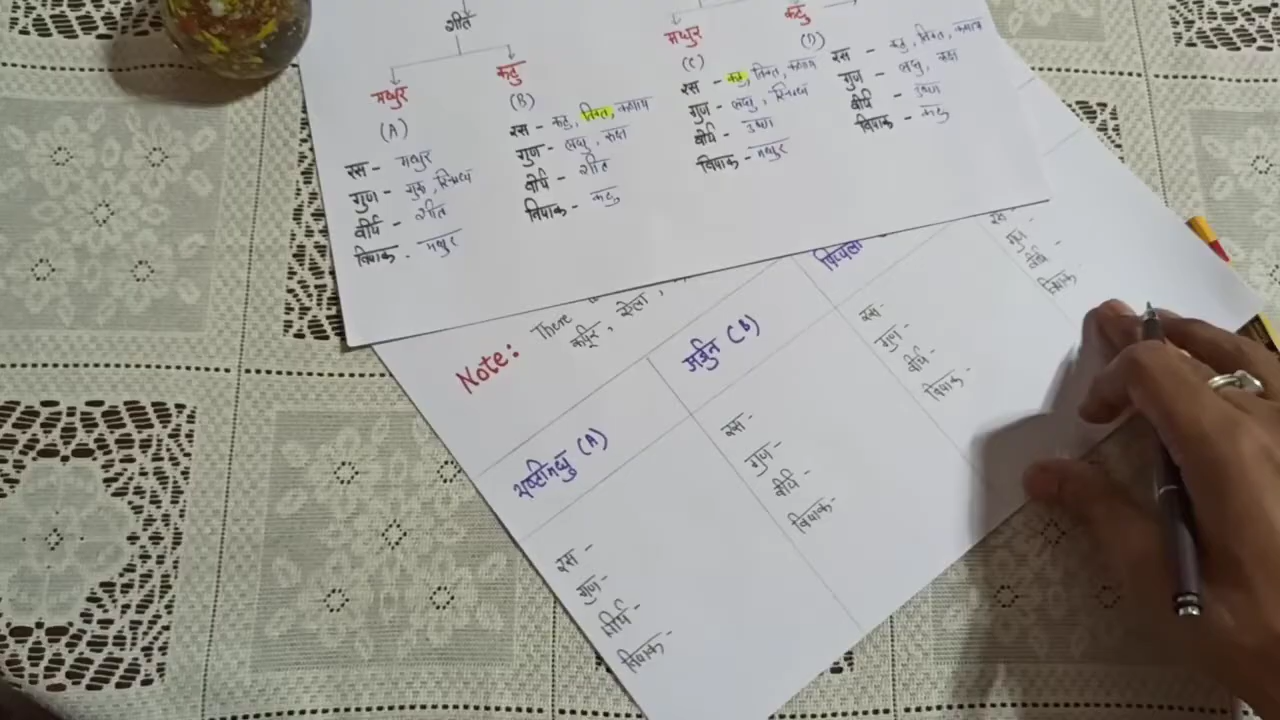 शीत
मधुर
(A)
रस - मधुर
गुण - गुरु, स्निग्ध
वीर्य - शीत
विपाक - मधुर
कटु
(B)
रस - कटु, तिक्त, कषाय
गुण - लघु, रूक्ष
वीर्य - शीत
विपाक - कटु
मधुर
(C)
रस - कटु, तिक्त, कषाय
गुण - लघु, स्निग्ध
वीर्य - उष्ण
विपाक - मधुर
कटु
(D)
रस - कटु, तिक्त, कषाय
गुण - लघु, रूक्ष
वीर्य - उष्ण
विपाक - कटु
Note: There
कर्पूर, एला,
यष्टीमधु (A)
रस -
गुण -
वीर्य -
विपाक -
अर्जुन (B)
रस -
गुण -
वीर्य -
विपाक -
पिप्पली
रस -
गुण -
वीर्य -
विपाक -
रस -
गुण -
वीर्य -
विपाक -